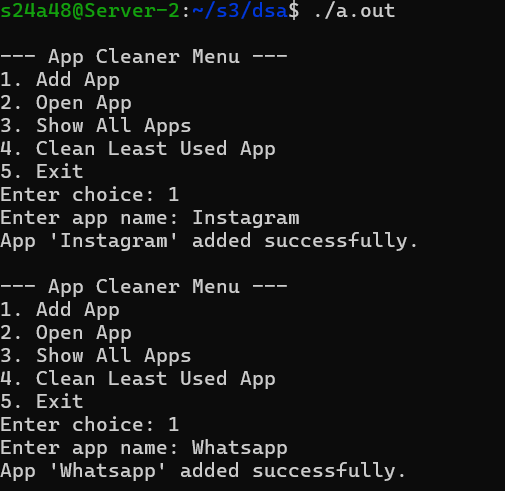 s24a48@Server-2:~/s3/dsa$ ./a.out
--- App Cleaner Menu ---
1. Add App
2. Open App
3. Show All Apps
4. Clean Least Used App
5. Exit
Enter choice: 1
Enter app name: Instagram
App 'Instagram' added successfully.
--- App Cleaner Menu ---
1. Add App
2. Open App
3. Show All Apps
4. Clean Least Used App
5. Exit
Enter choice: 1
Enter app name: Whatsapp
App 'Whatsapp' added successfully.